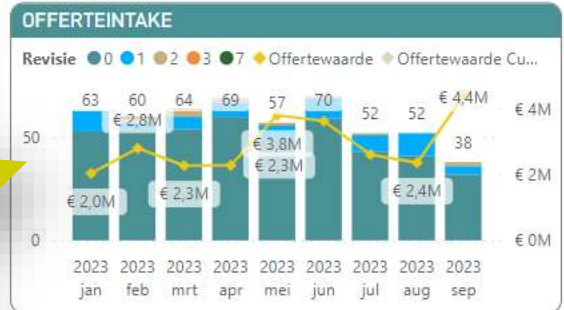 OFFERTEINTAKE
Revisie 0 1 2 3 7 Offertewaarde Offertewaarde Cu...
63 60 64 69 57 70 52 52 € 4,4M 38
€ 4M
€ 2,8M
50
€ 3,8M
€ 2,3M
€ 2M
€ 2,0M € 2,3M € 2,4M
0 € 0M
2023 2023 2023 2023 2023 2023 2023 2023 2023
jan feb mrt apr mei jun jul aug sep